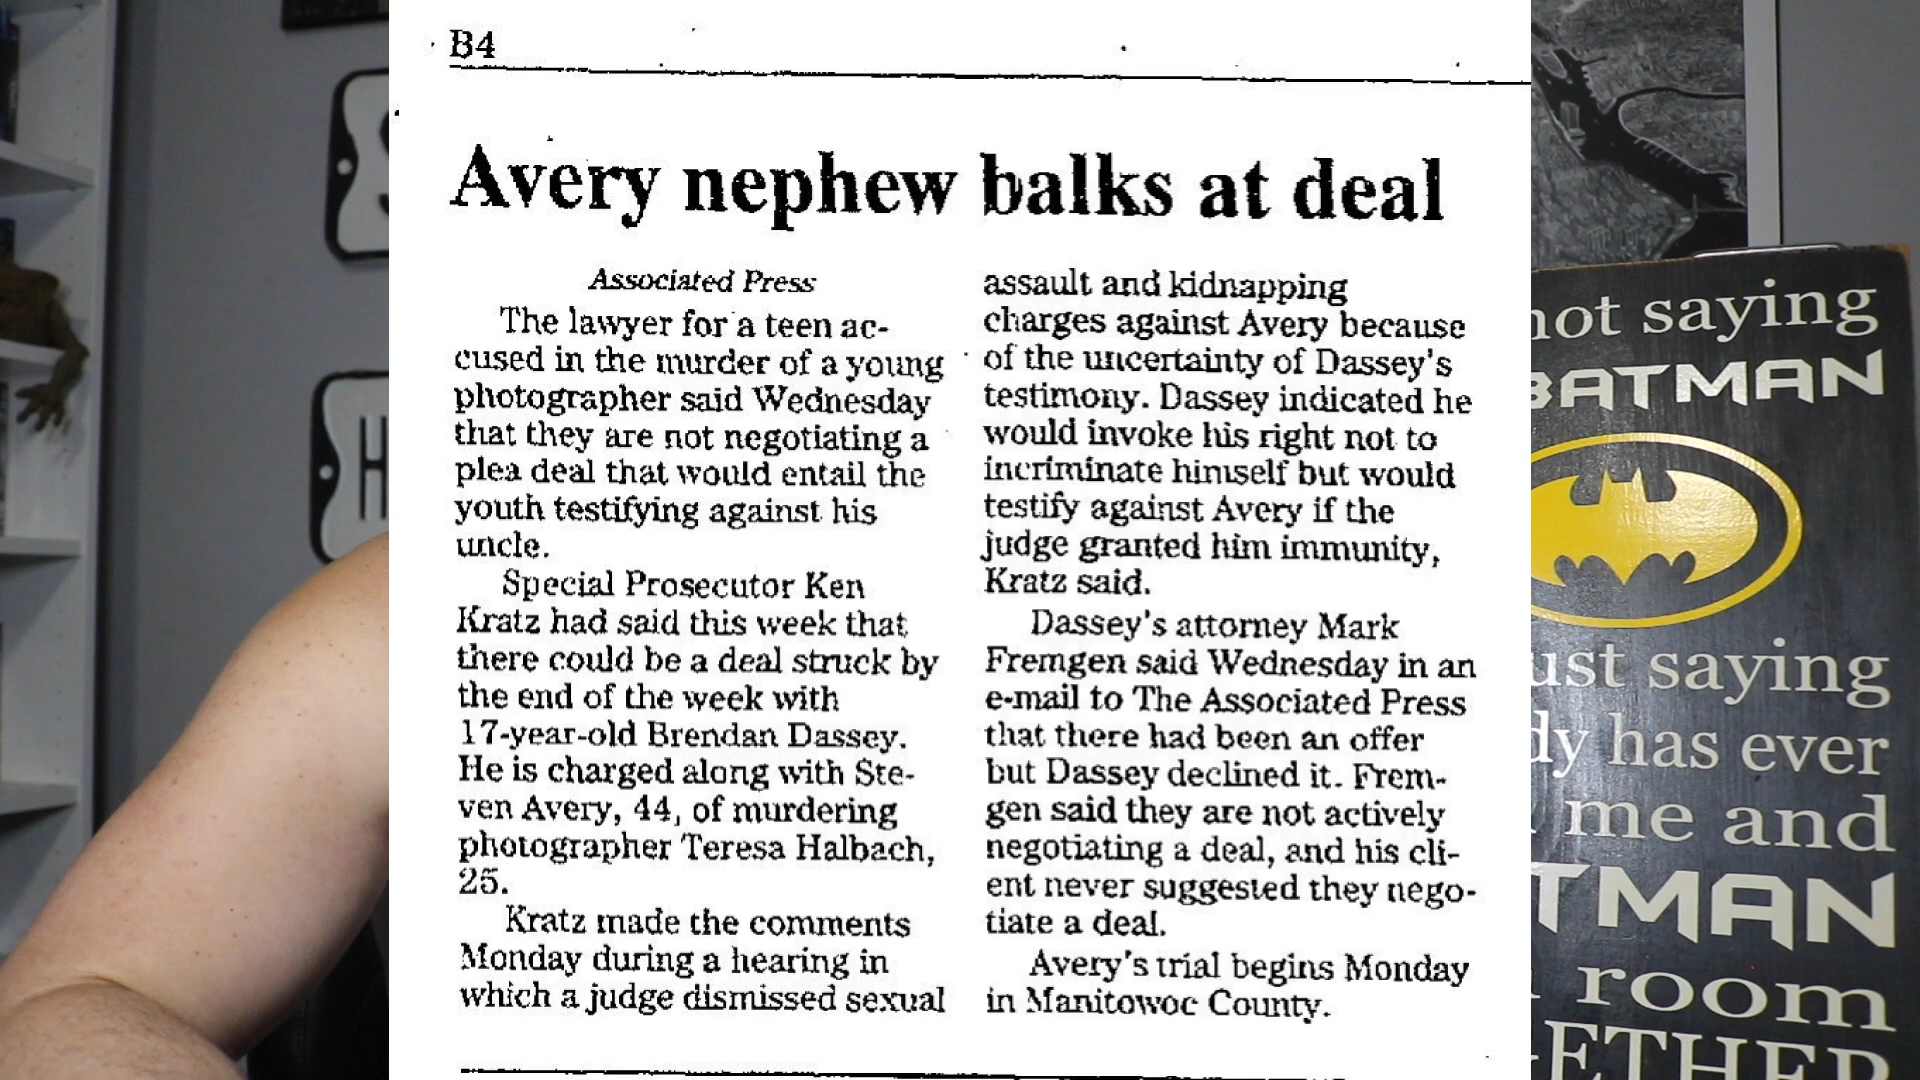 B4
Avery nephew balks at deal
Associated Press
The lawyer for a teen ac-
cused in the murder of a young
photographer said Wednesday
that they are not negotiating a
plea deal that would entail the
youth testifying against his
uncle.
Special Prosecutor Ken
Kratz had said this week that
there could be a deal struck by
the end of the week with
17-year-old Brendan Dassey.
He is charged along with Ste-
ven Avery, 44, of murdering
photographer Teresa Halbach,
25.
Kratz made the comments
Monday during a hearing in
which a judge dismissed sexual
assault and kidnapping
charges against Avery because
of the uncertainty of Dassey's
testimony. Dassey indicated he
would invoke his right not to
incriminate himself but would
testify against Avery if the
judge granted him immunity,
Kratz said.
Dassey's attorney Mark
Fremgen said Wednesday in an
e-mail to The Associated Press
that there had been an offer
but Dassey declined it. Frem-
gen said they are not actively
negotiating a deal, and his cli-
ent never suggested they nego-
tiate a deal.
Avery's trial begins Monday
in Manitowoc County.
S
H
not saying
BATMAN
ust saying
dy has ever
me and
TMAN
room
ETHER